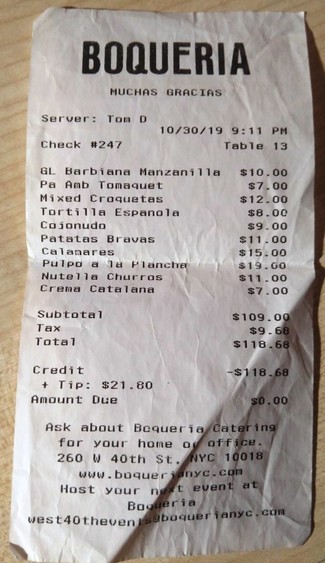 BOQUERIA
MUCHAS GRACIAS
Server: Tom D
10/30/19 9:11 PM
Check #247 Table 13
GL Barbiana Manzanilla $10.00
Pa Amb Tomaquet $7.00
Mixed Croquetas $12.00
Tortilla Espanola $8.00
Cojonudo $9.00
Patatas Bravas $11.00
Calamares $15.00
Pulpo a la Plancha $19.00
Nutella Churros $11.00
Crema Catalana $7.00
Subtotal $109.00
Tax $9.68
Total $118.68
Credit -$118.68
+ Tip: $21.80
Amount Due $0.00
Ask about Boqueria Catering
for your home or office.
260 W 40th St, NYC 10018
www.boquerianyc.com
Host your next event at
Boqueria
west40thevents@boquerianyc.com